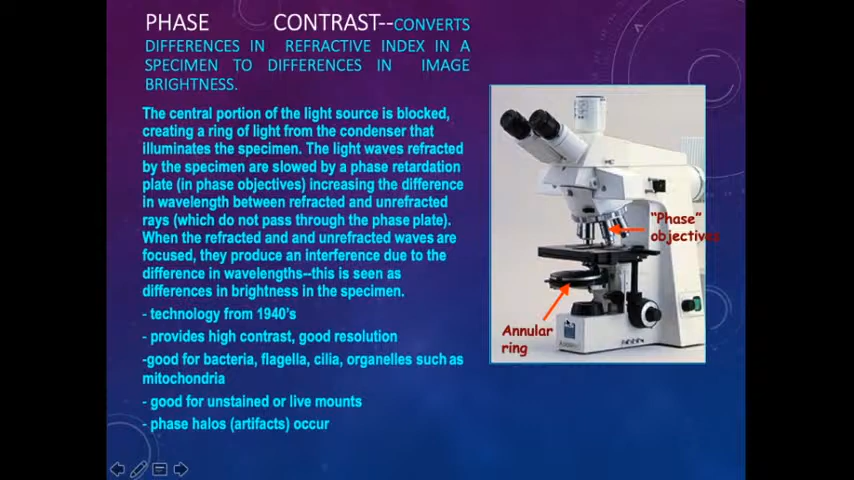 PHASE CONTRAST--CONVERTS
DIFFERENCES IN REFRACTIVE INDEX IN A
SPECIMEN TO DIFFERENCES IN IMAGE
BRIGHTNESS.
The central portion of the light source is blocked,
creating a ring of light from the condenser that
illuminates the specimen. The light waves refracted
by the specimen are slowed by a phase retardation
plate (in phase objectives) increasing the difference
in wavelength between refracted and unrefracted
rays (which do not pass through the phase plate).
When the refracted and and unrefracted waves are
focused, they produce an interference due to the
difference in wavelengths--this is seen as
differences in brightness in the specimen.
- technology from 1940's
- provides high contrast, good resolution
-good for bacteria, flagella, cilia, organelles such as
mitochondria
- good for unstained or live mounts
- phase halos (artifacts) occur
"Phase"
objectives
Annular
ring